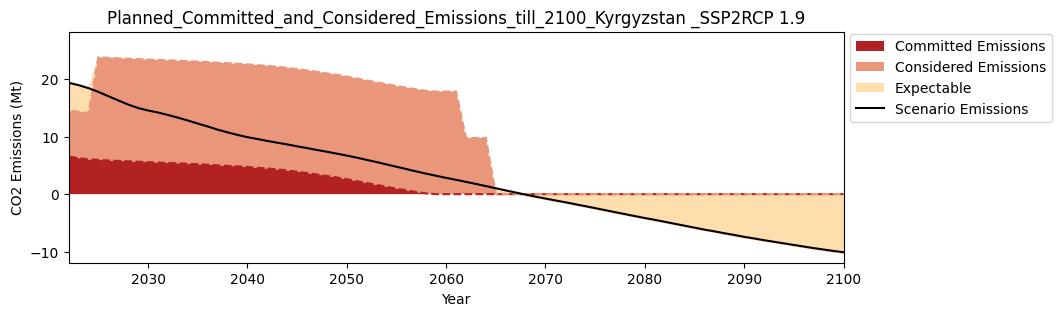 Planned_Committed_and_Considered_Emissions_till_2100_Kyrgyzstan _SSP2RCP 1.9
Committed Emissions
Considered Emissions
Expectable
Scenario Emissions
CO2 Emissions (Mt)
20
10
0
−10
2030 2040 2050 2060 2070 2080 2090 2100
Year